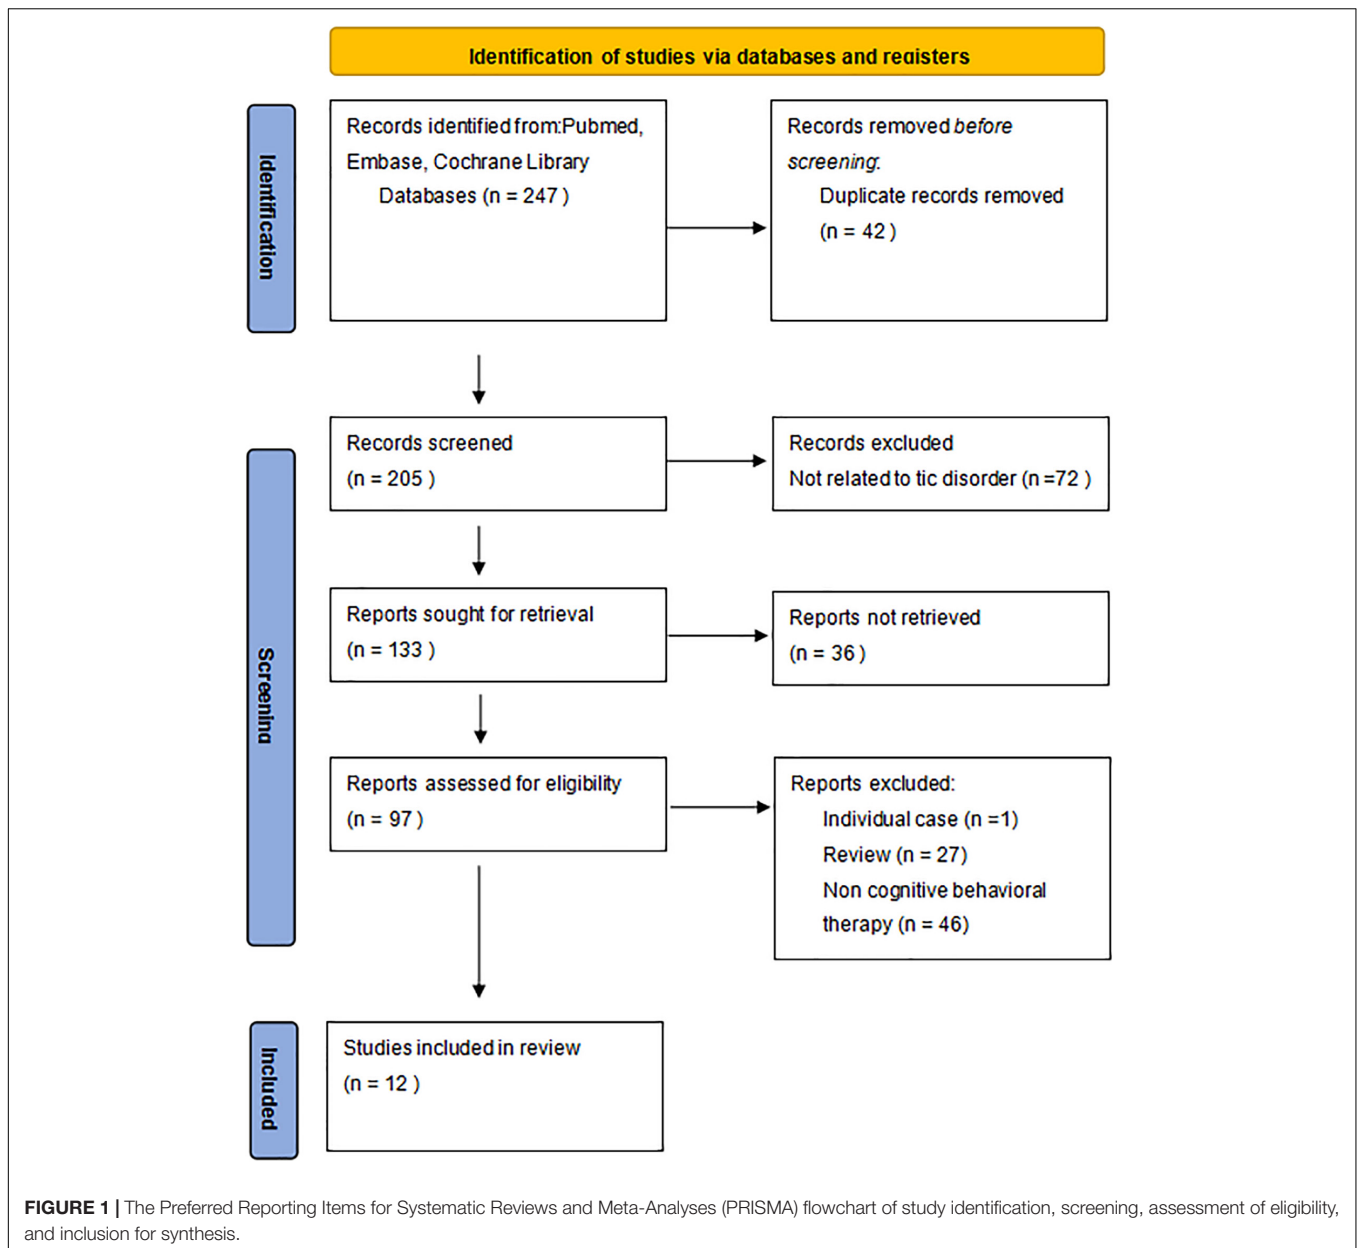 Identification of studies via databases and registers
Identification
Records identified from:Pubmed,
Embase, Cochrane Library
Databases (n = 247 )
Records removed before
screening:
Duplicate records removed
(n = 42 )
Screening
Records screened
(n = 205 )
Records excluded
Not related to tic disorder (n =72 )
Reports sought for retrieval
(n = 133 )
Reports not retrieved
(n = 36 )
Reports assessed for eligibility
(n = 97 )
Reports excluded:
Individual case (n =1)
Review (n = 27)
Non cognitive behavioral
therapy (n = 46)
Included
Studies included in review
(n = 12 )
FIGURE 1 | The Preferred Reporting Items for Systematic Reviews and Meta-Analyses (PRISMA) flowchart of study identification, screening, assessment of eligibility,
and inclusion for synthesis.